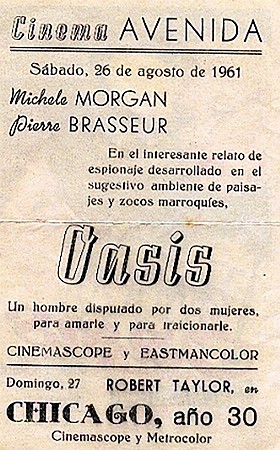 Cinema AVENIDA
Sábado, 26 de agosto de 1961
Michele MORGAN
Pierre BRASSEUR
En el interesante relato de
espionaje desarrollado en el
sugestivo ambiente de paisa-
jes y zocos marroquíes,
Oasis
Un hombre disputado por dos mujeres,
para amarle y para traicionarle.
CINEMASCOPE y EASTMANCOLOR
Domingo, 27 ROBERT TAYLOR, en
CHICAGO, año 30
Cinemascope y Metrocolor